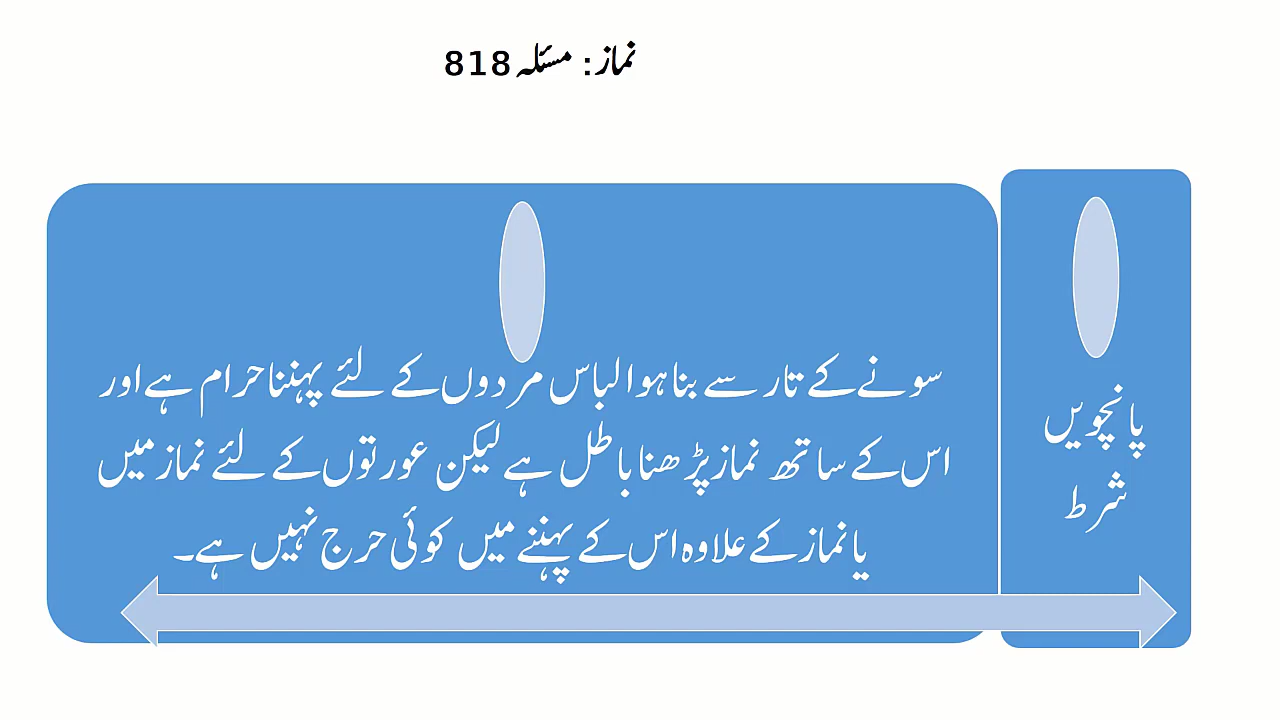 نماز: مسئلہ 818
پانچویں
شرط
سونے کے تار سے بنا ہوا لباس مردوں کے لئے پہننا حرام ہے اور
اس کے ساتھ نماز پڑھنا باطل ہے لیکن عورتوں کے لئے نماز میں
یا نماز کے علاوہ اس کے پہننے میں کوئی حرج نہیں ہے۔